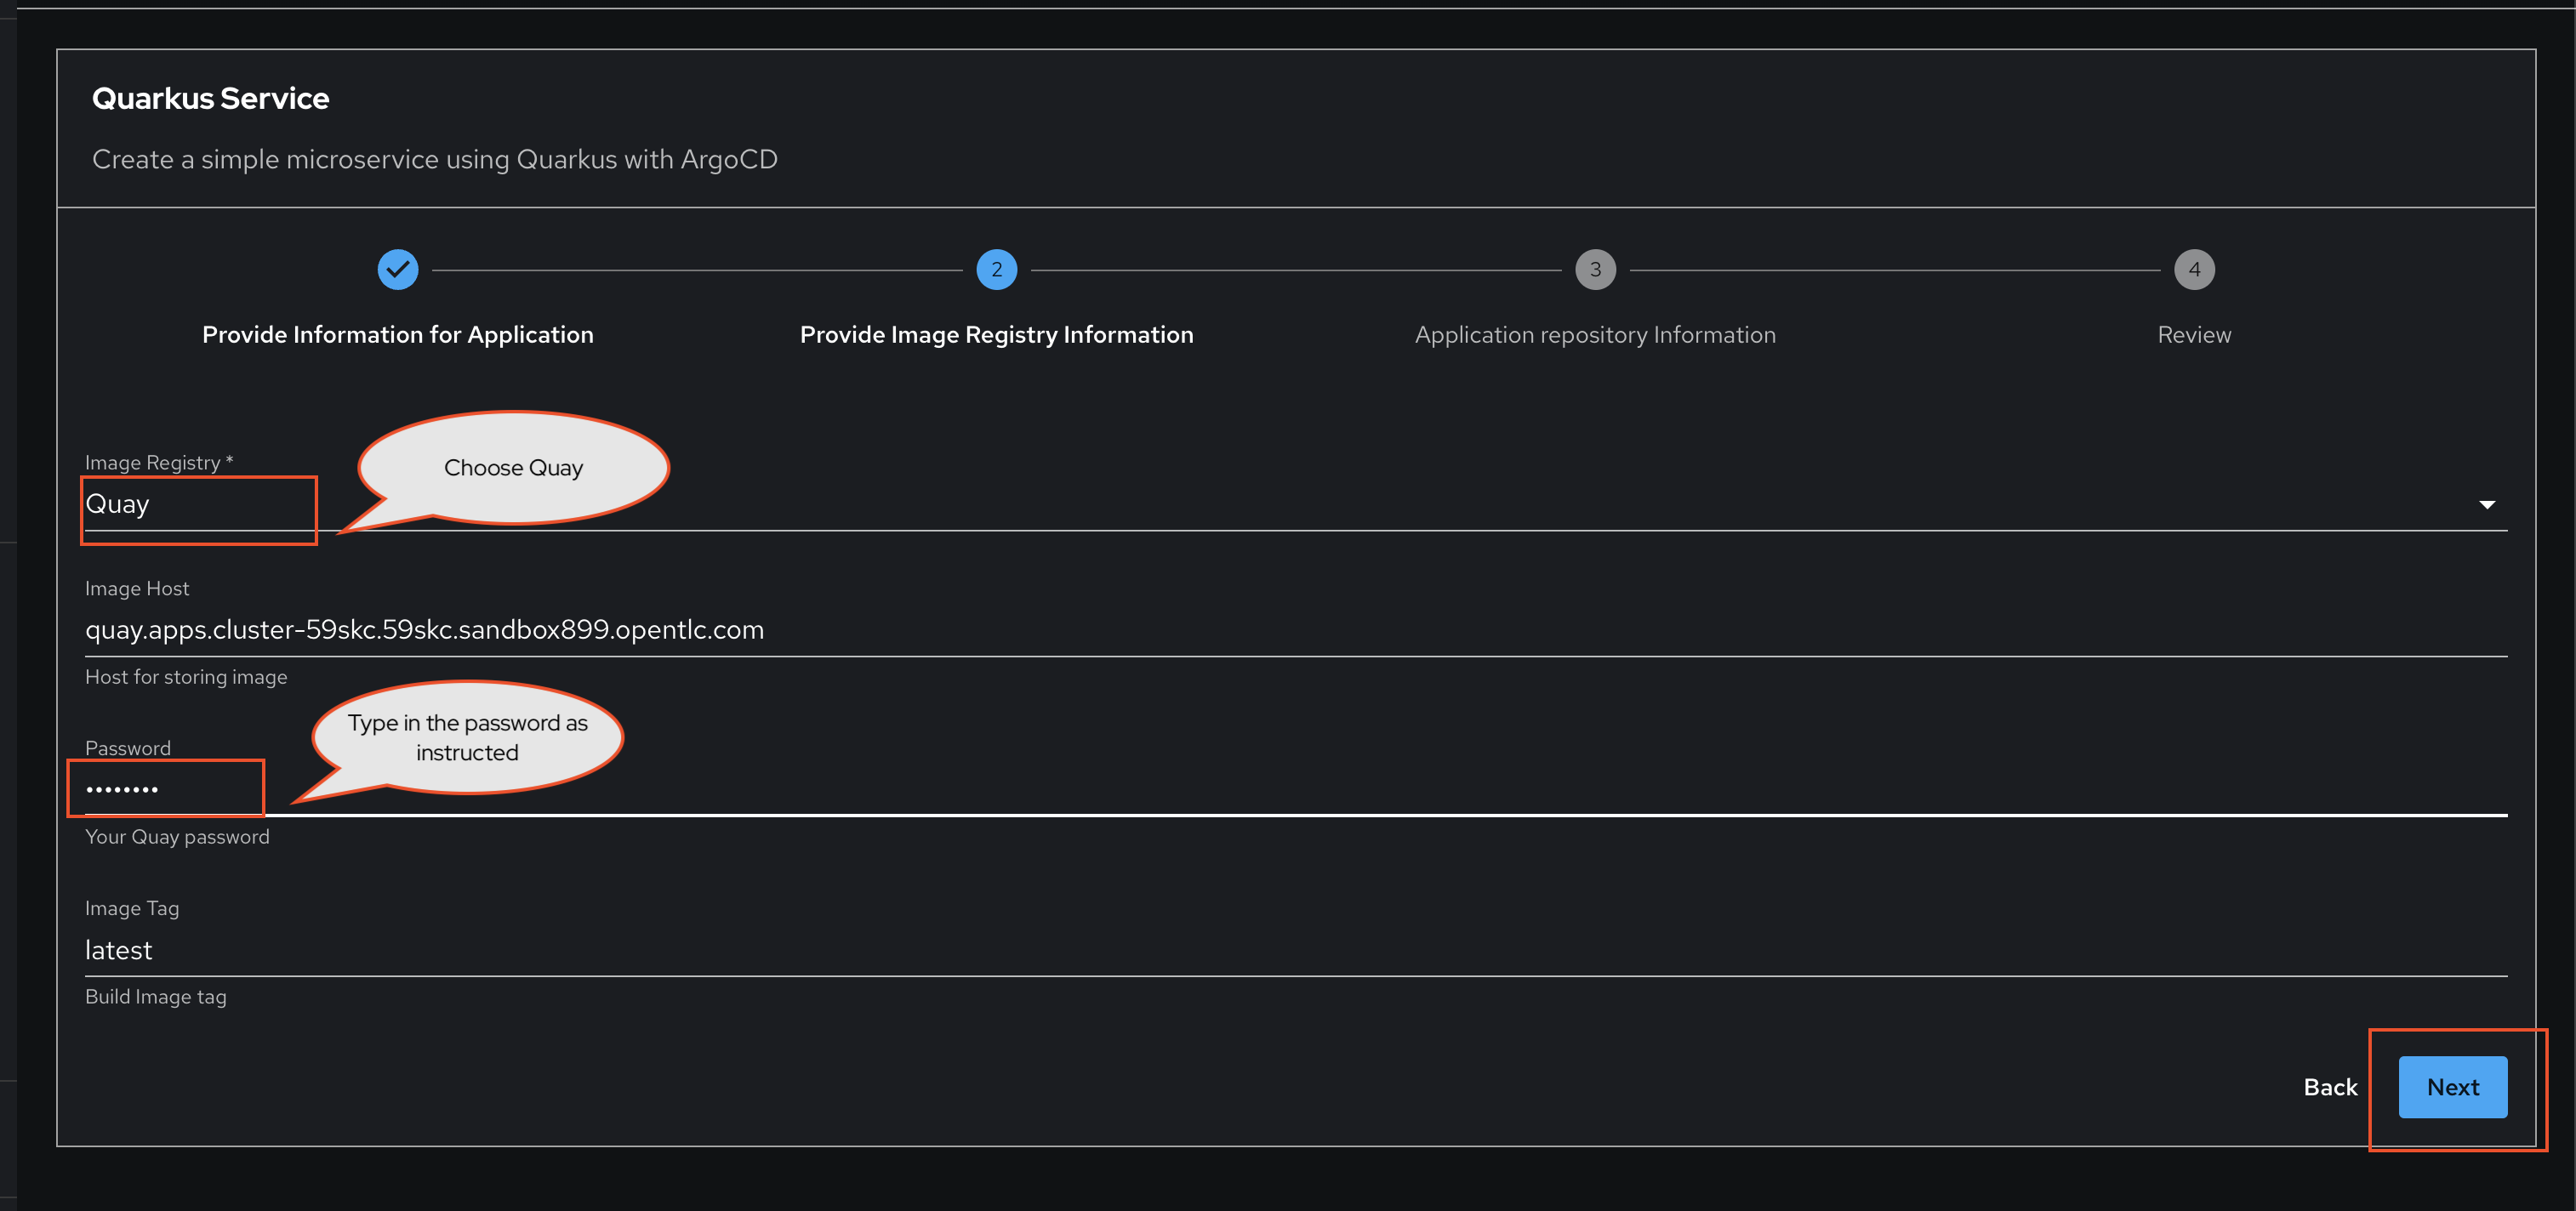 Quarkus Service
Create a simple microservice using Quarkus with ArgoCD
2
3
4
Provide Information for Application
Provide Image Registry Information
Application repository Information
Review
Image Registry *
Choose Quay
Quay
Image Host
quay.apps.cluster-59skc.59skc.sandbox899.opentlc.com
Host for storing image
Type in the password as
instructed
Password
••••••••
Your Quay password
Image Tag
latest
Build Image tag
Back
Next